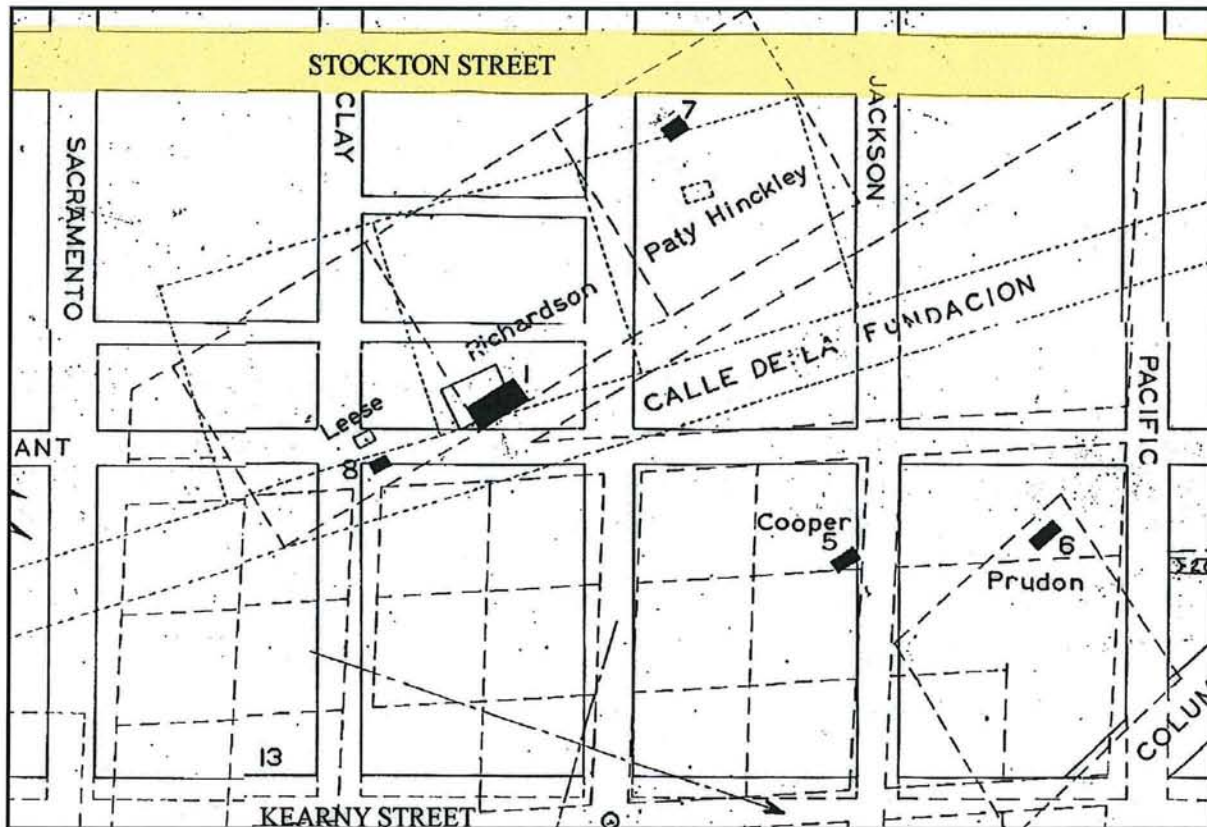 STOCKTON STREET
7
JACKSON
CLAY
SACRAMENTO
Paty Hinckley
Richardson
1
CALLE DE LA FUNDACION
PACIFIC
Leese
8
ANT
Cooper
5
6
Prudon
COLUM
13
KEARNY STREET